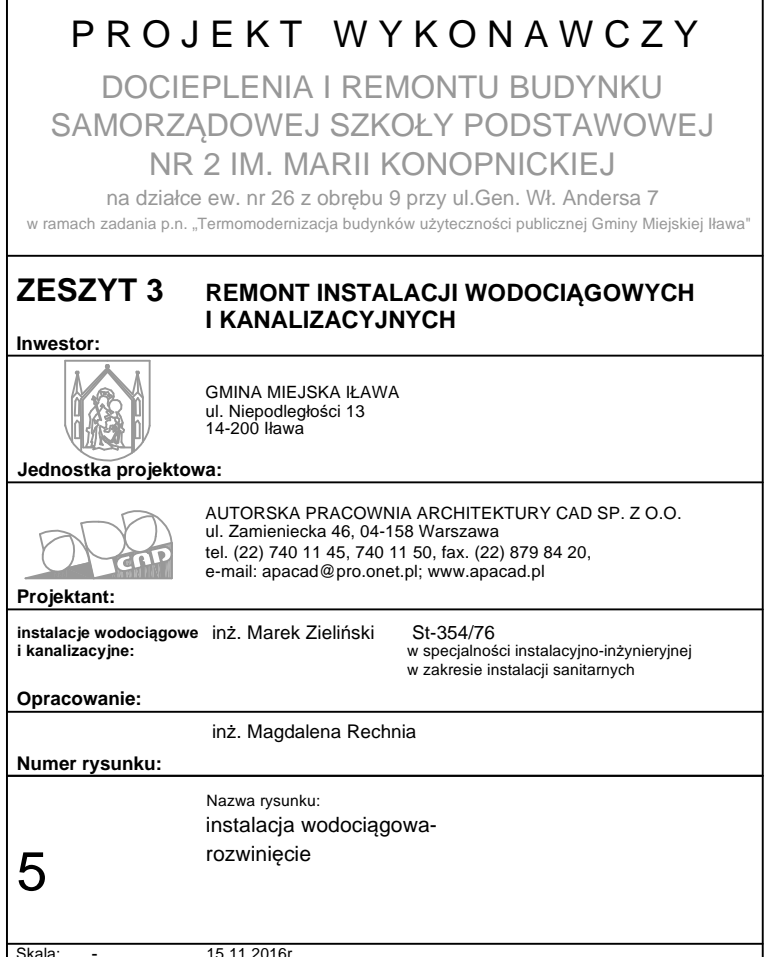 PROJEKT WYKONAWCZY
DOCIEPLENIA I REMONTU BUDYNKU
SAMORZĄDOWEJ SZKOŁY PODSTAWOWEJ
NR 2 IM. MARII KONOPNICKIEJ
na działce ew. nr 26 z obrębu 9 przy ul.Gen. Wł. Andersa 7
w ramach zadania p.n. „Termomodernizacja budynków użyteczności publicznej Gminy Miejskiej Iława"
ZESZYT 3 REMONT INSTALACJI WODOCIĄGOWYCH
I KANALIZACYJNYCH
Inwestor:
GMINA MIEJSKA IŁAWA
ul. Niepodległości 13
14-200 Iława
Jednostka projektowa:
CAD
AUTORSKA PRACOWNIA ARCHITEKTURY CAD SP. Z O.O.
ul. Zamieniecka 46, 04-158 Warszawa
tel. (22) 740 11 45, 740 11 50, fax. (22) 879 84 20,
e-mail: apacad@pro.onet.pl; www.apacad.pl
Projektant:
instalacje wodociągowe inż. Marek Zieliński St-354/76
i kanalizacyjne: w specjalności instalacyjno-inżynieryjnej
w zakresie instalacji sanitarnych
Opracowanie:
inż. Magdalena Rechnia
Numer rysunku:
Nazwa rysunku:
instalacja wodociągowa-
rozwinięcie
5
Skala: - 15.11.2016r